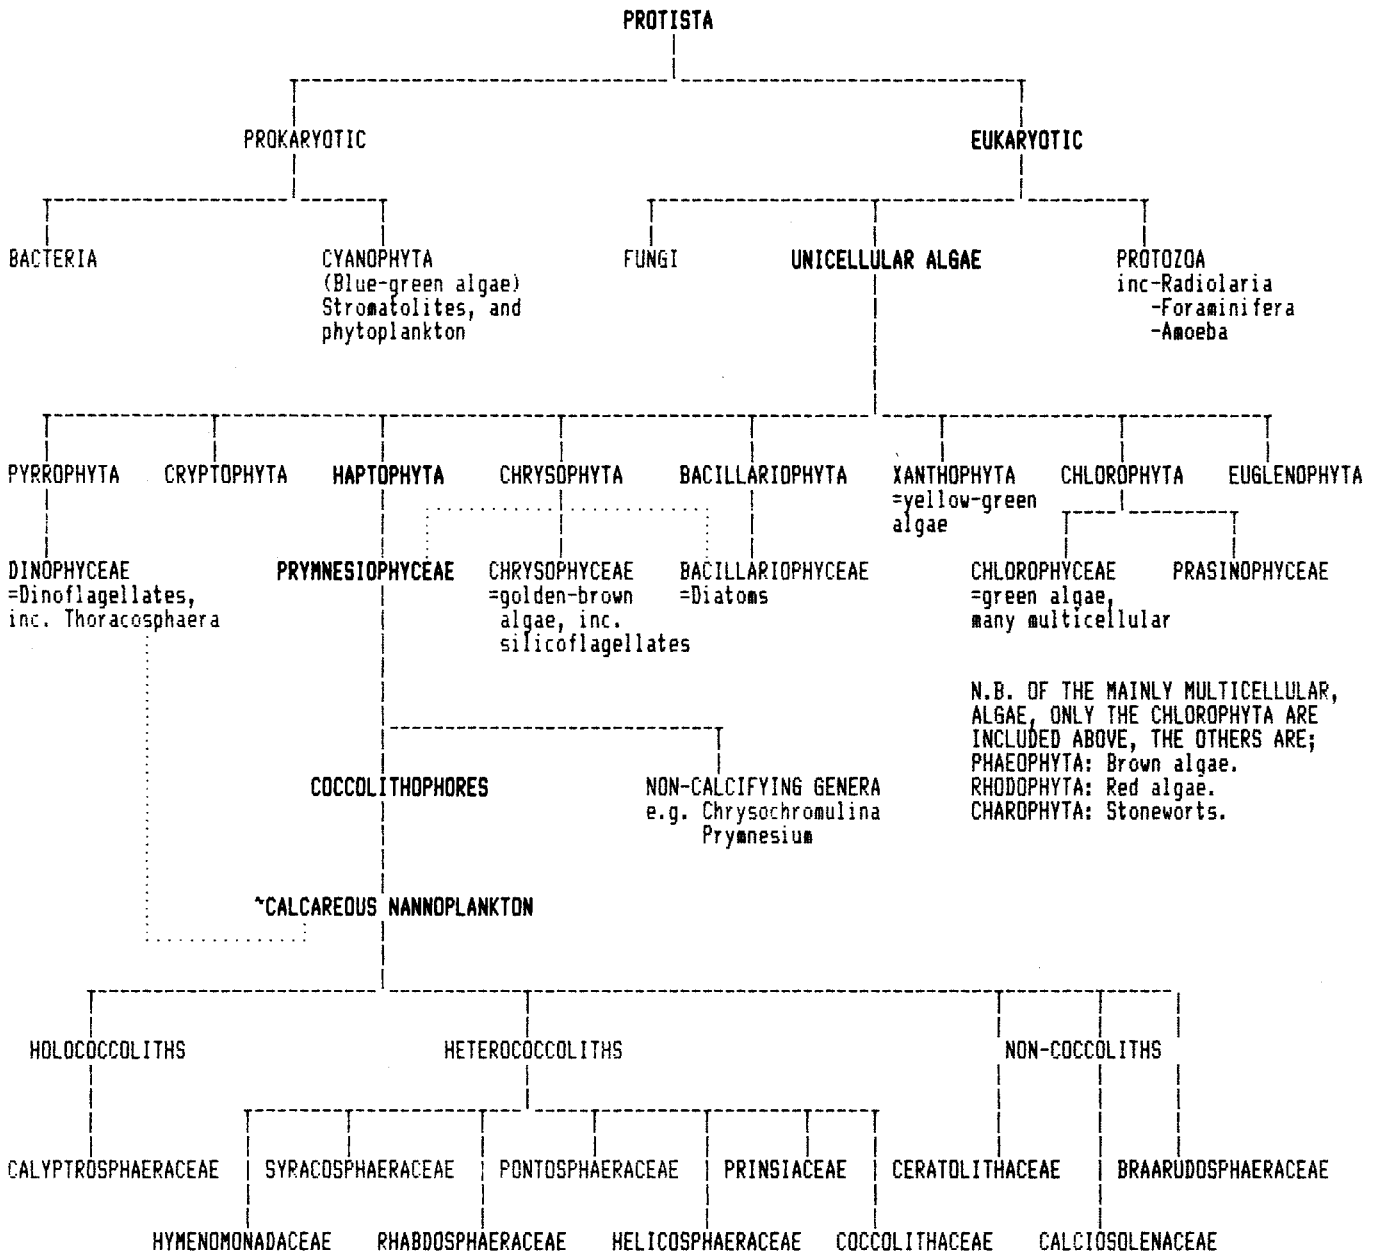 PROTISTA
PROKARYOTIC
EUKARYOTIC
BACTERIA
CYANOPHYTA
(Blue-green algae)
Stromatolites, and
phytoplankton
FUNGI
UNICELLULAR ALGAE
PROTOZOA
inc-Radiolaria
-Foraminifera
-Amoeba
PYRROPHYTA
CRYPTOPHYTA
HAPTOPHYTA
CHRYSOPHYTA
BACILLARIOPHYTA
XANTHOPHYTA
=yellow-green
algae
CHLOROPHYTA
EUGLENOPHYTA
DINOPHYCEAE
=Dinoflagellates,
inc. Thoracosphaera
PRYMNESIOPHYCEAE
CHRYSOPHYCEAE
=golden-brown
algae, inc.
silicoflagellates
BACILLARIOPHYCEAE
=Diatoms
CHLOROPHYCEAE
=green algae,
many multicellular
PRASINOPHYCEAE
N.B. OF THE MAINLY MULTICELLULAR,
ALGAE, ONLY THE CHLOROPHYTA ARE
INCLUDED ABOVE, THE OTHERS ARE;
PHAEOPHYTA: Brown algae.
RHODOPHYTA: Red algae.
CHAROPHYTA: Stoneworts.
COCCOLITHOPHORES
NON-CALCIFYING GENERA
e.g. Chrysochromulina
Prymnesium
~CALCAREOUS NANNOPLANKTON
HOLOCOCCOLITHS
HETEROCOCCOLITHS
NON-COCCOLITHS
CALYPTROSPHAERACEAE
SYRACOSPHAERACEAE
PONTOSPHAERACEAE
PRINSIACEAE
CERATOLITHACEAE
BRAARUDOSPHAERACEAE
HYMENOMONADACEAE
RHABDOSPHAERACEAE
HELICOSPHAERACEAE
COCCOLITHACEAE
CALCIOSOLENACEAE